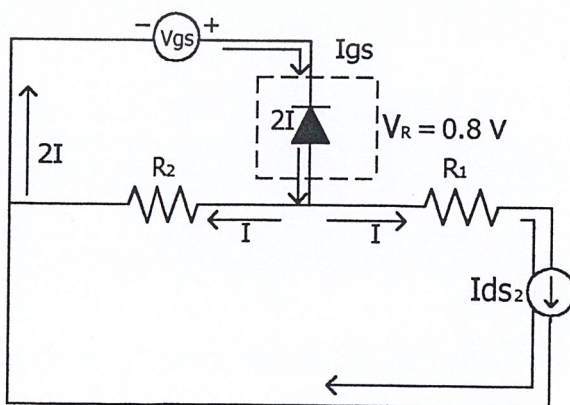 − Vgs +
Igs
2I
V_R = 0.8 V
2I
R₂
R₁
I
I
Ids₂